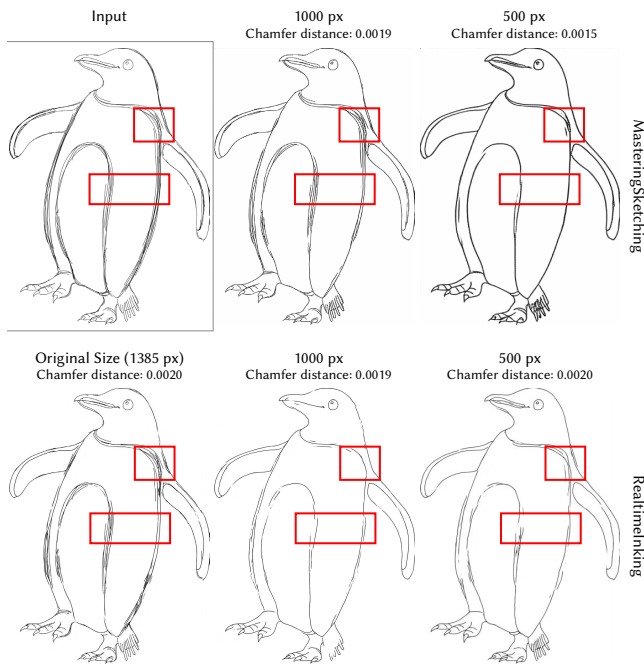 Input
1000 px
Chamfer distance: 0.0019
500 px
Chamfer distance: 0.0015
MasteringSketching
Original Size (1385 px)
Chamfer distance: 0.0020
1000 px
Chamfer distance: 0.0019
500 px
Chamfer distance: 0.0020
RealtimeInking